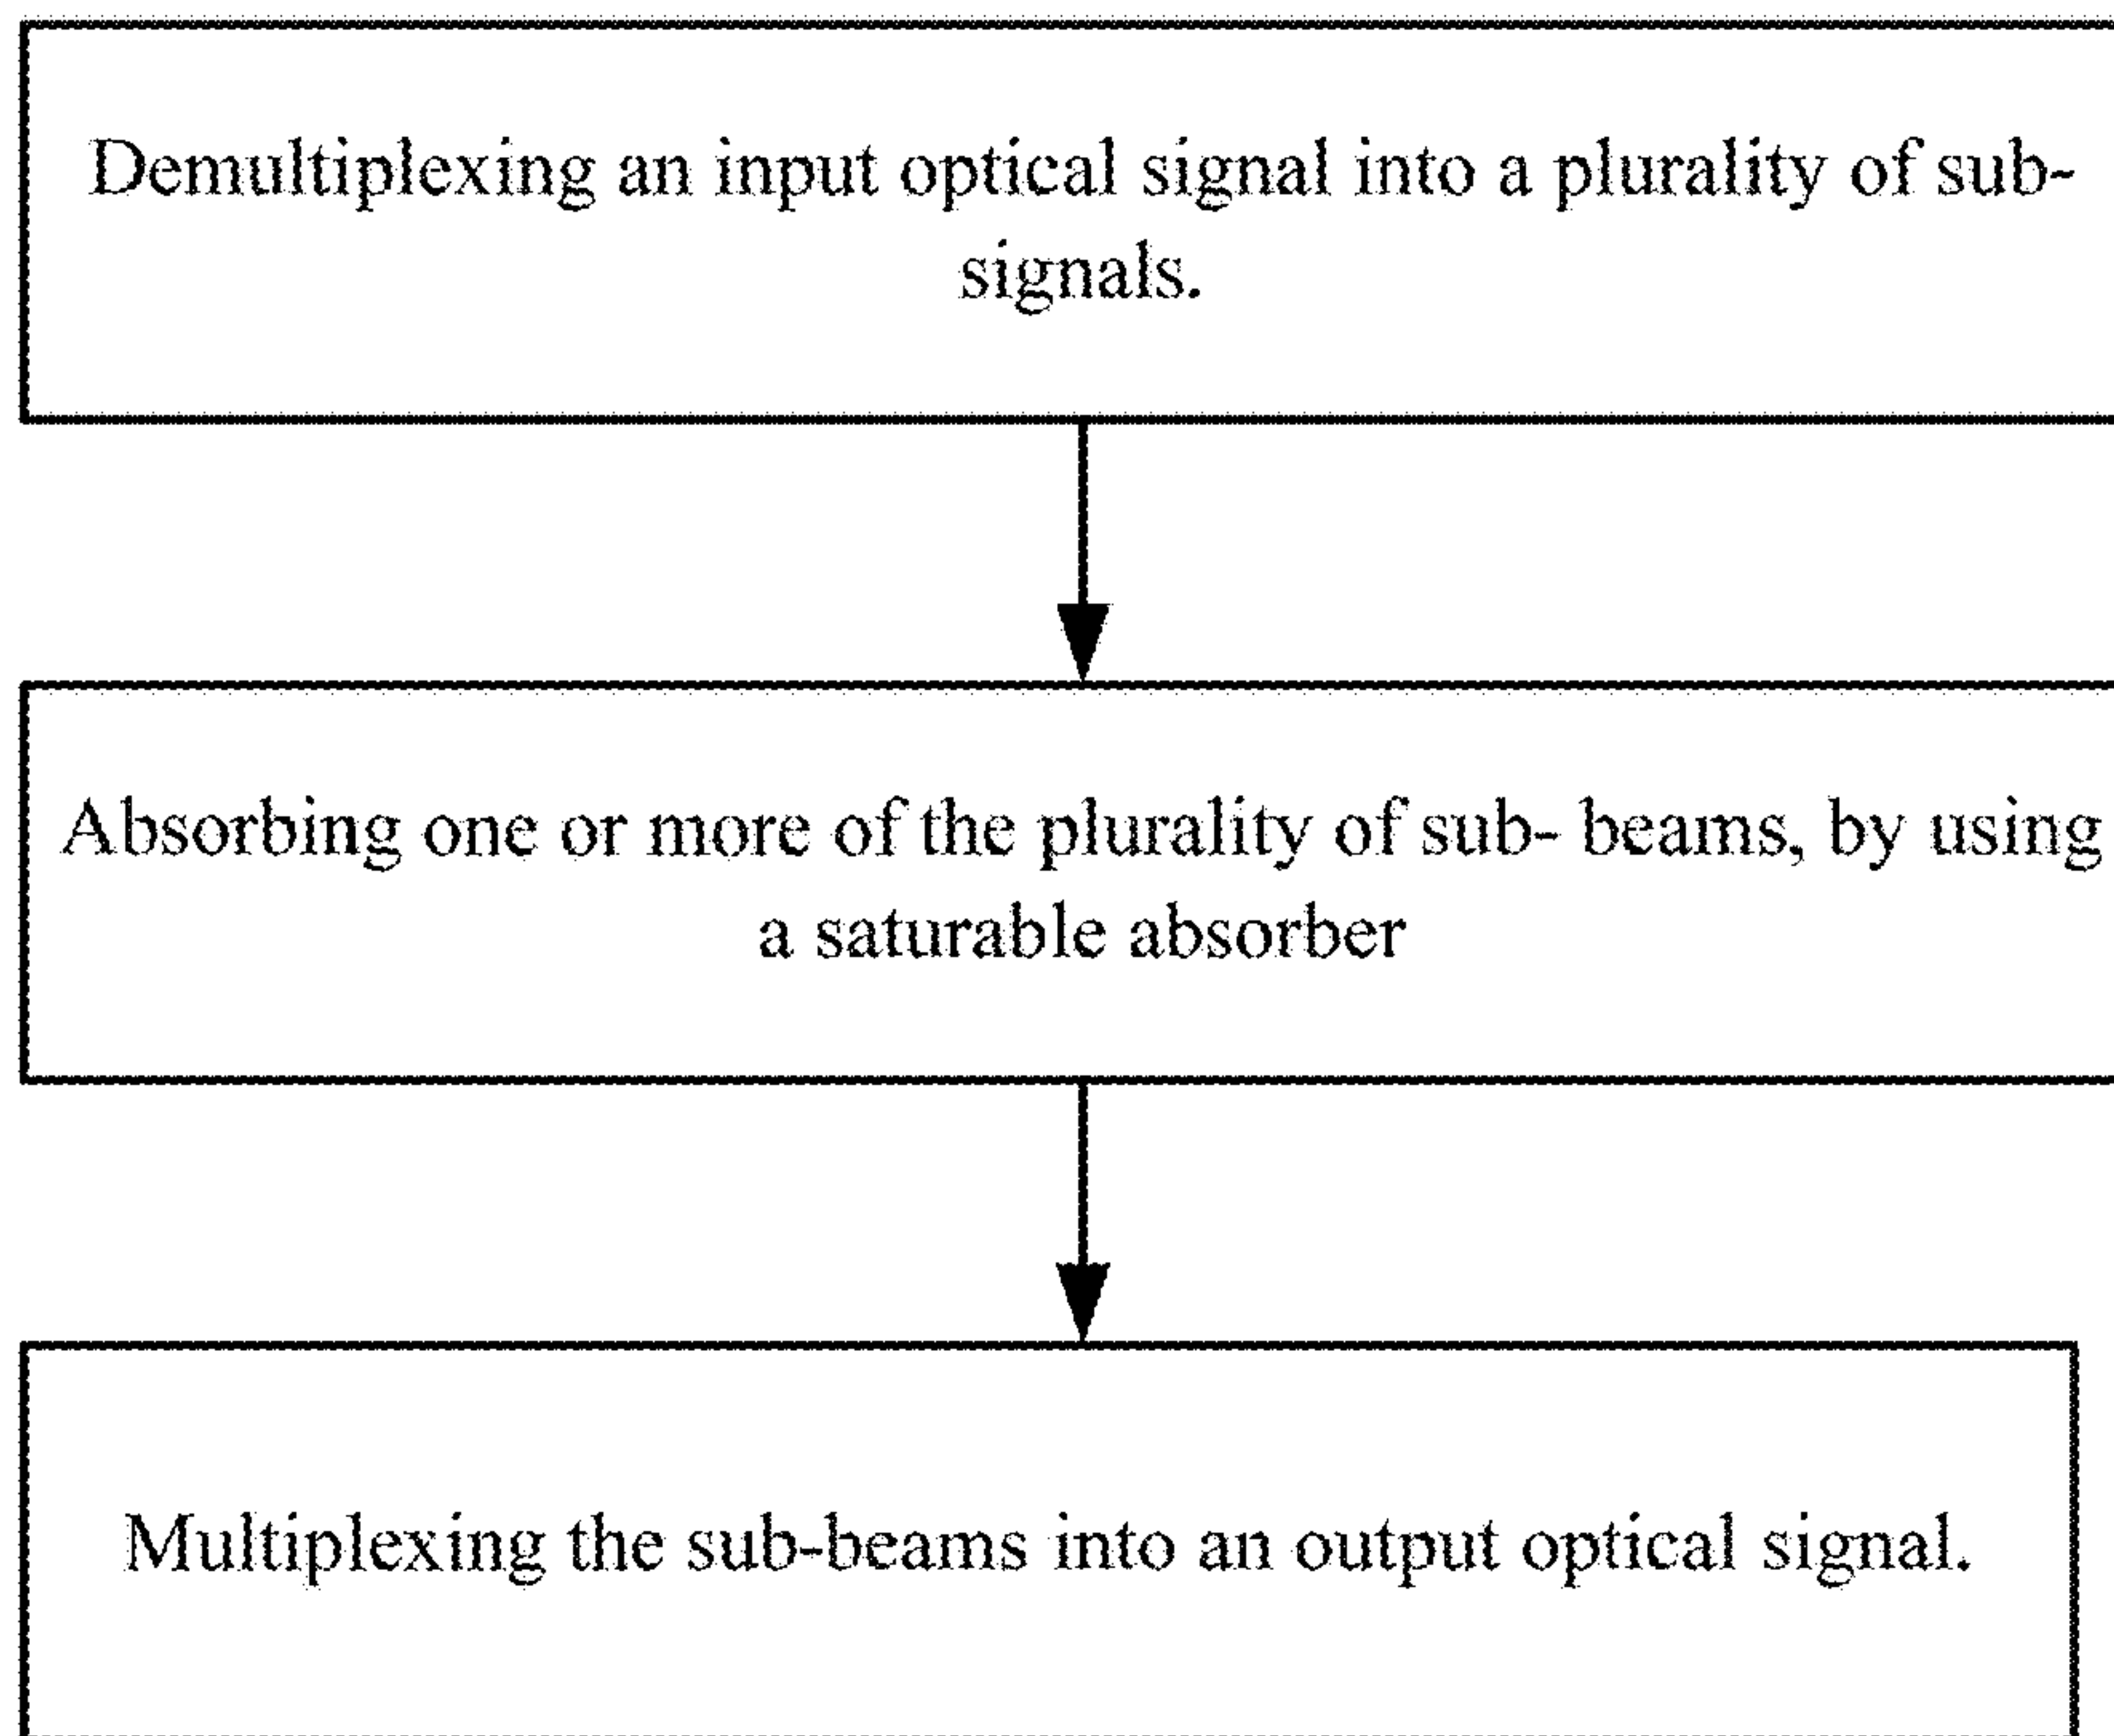 Demultiplexing an input optical signal into a plurality of sub-
signals.
Absorbing one or more of the plurality of sub- beams, by using
a saturable absorber
Multiplexing the sub-beams into an output optical signal.